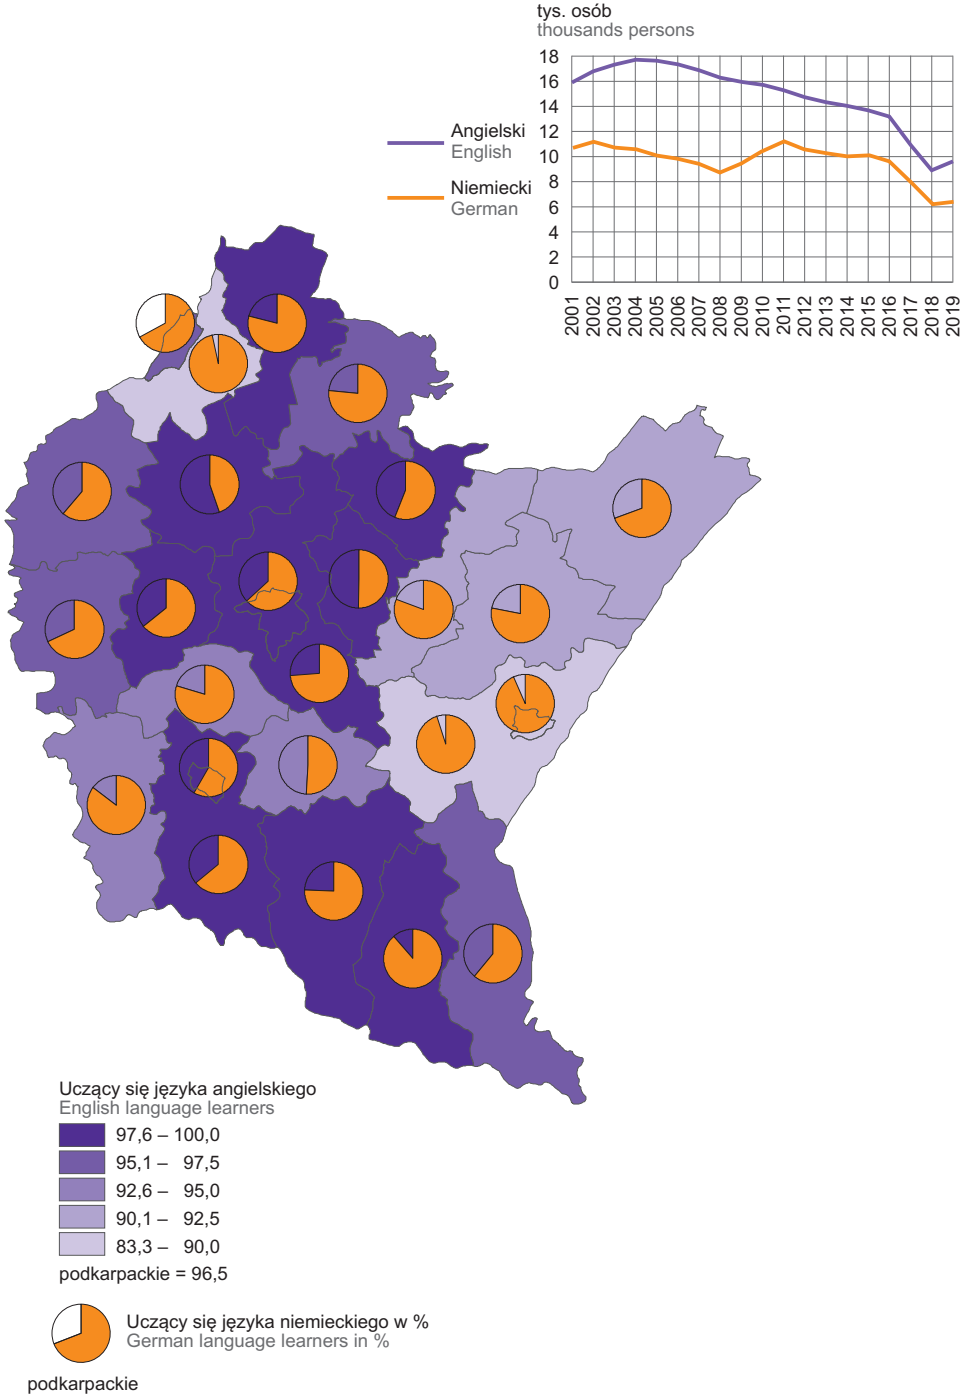 tys. osób
thousands persons
18
16
14
12
10
8
6
4
2
0
Angielski
English
Niemiecki
German
2001 2002 2003 2004 2005 2006 2007 2008 2009 2010 2011 2012 2013 2014 2015 2016 2017 2018 2019
Uczący się języka angielskiego
English language learners
97,6 – 100,0
95,1 – 97,5
92,6 – 95,0
90,1 – 92,5
83,3 – 90,0
podkarpackie = 96,5
Uczący się języka niemieckiego w %
German language learners in %
podkarpackie